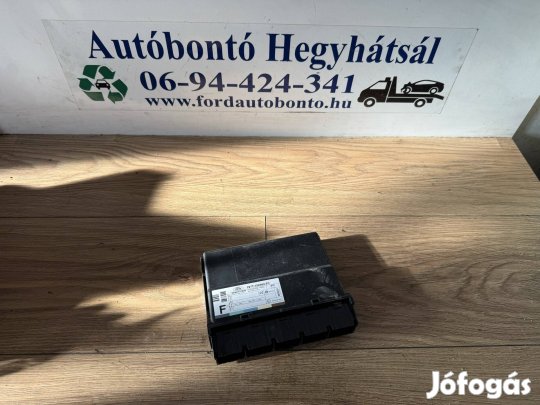 Autóbontó Hegyhátsál
06-94-424-341
www.fordautobonto.hu
F
Jófogás